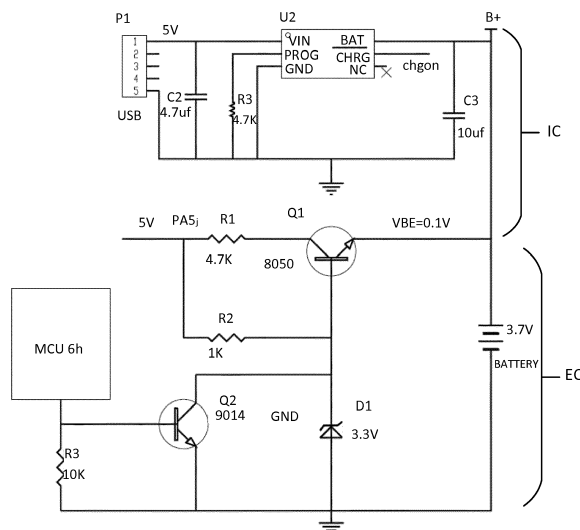 P1
5V
U2
B+
1
2
3
4
5
VIN
PROG
GND
BAT
CHRG
NC
chgon
C2
4.7uf
R3
4.7K
C3
10uf
USB
IC
5V
PA5j
R1
4.7K
Q1
8050
VBE=0.1V
R2
1K
MCU 6h
3.7V
BATTERY
EC
Q2
9014
GND
D1
3.3V
R3
10K